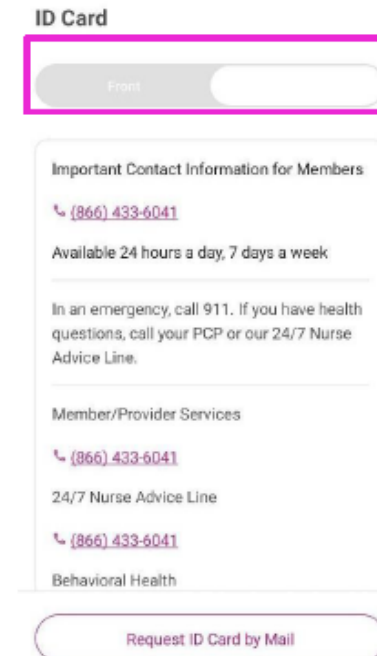 ID Card
Front
Important Contact Information for Members
(866) 433-6041
Available 24 hours a day, 7 days a week
In an emergency, call 911. If you have health
questions, call your PCP or our 24/7 Nurse
Advice Line.
Member/Provider Services
(866) 433-6041
24/7 Nurse Advice Line
(866) 433-6041
Behavioral Health
Request ID Card by Mail